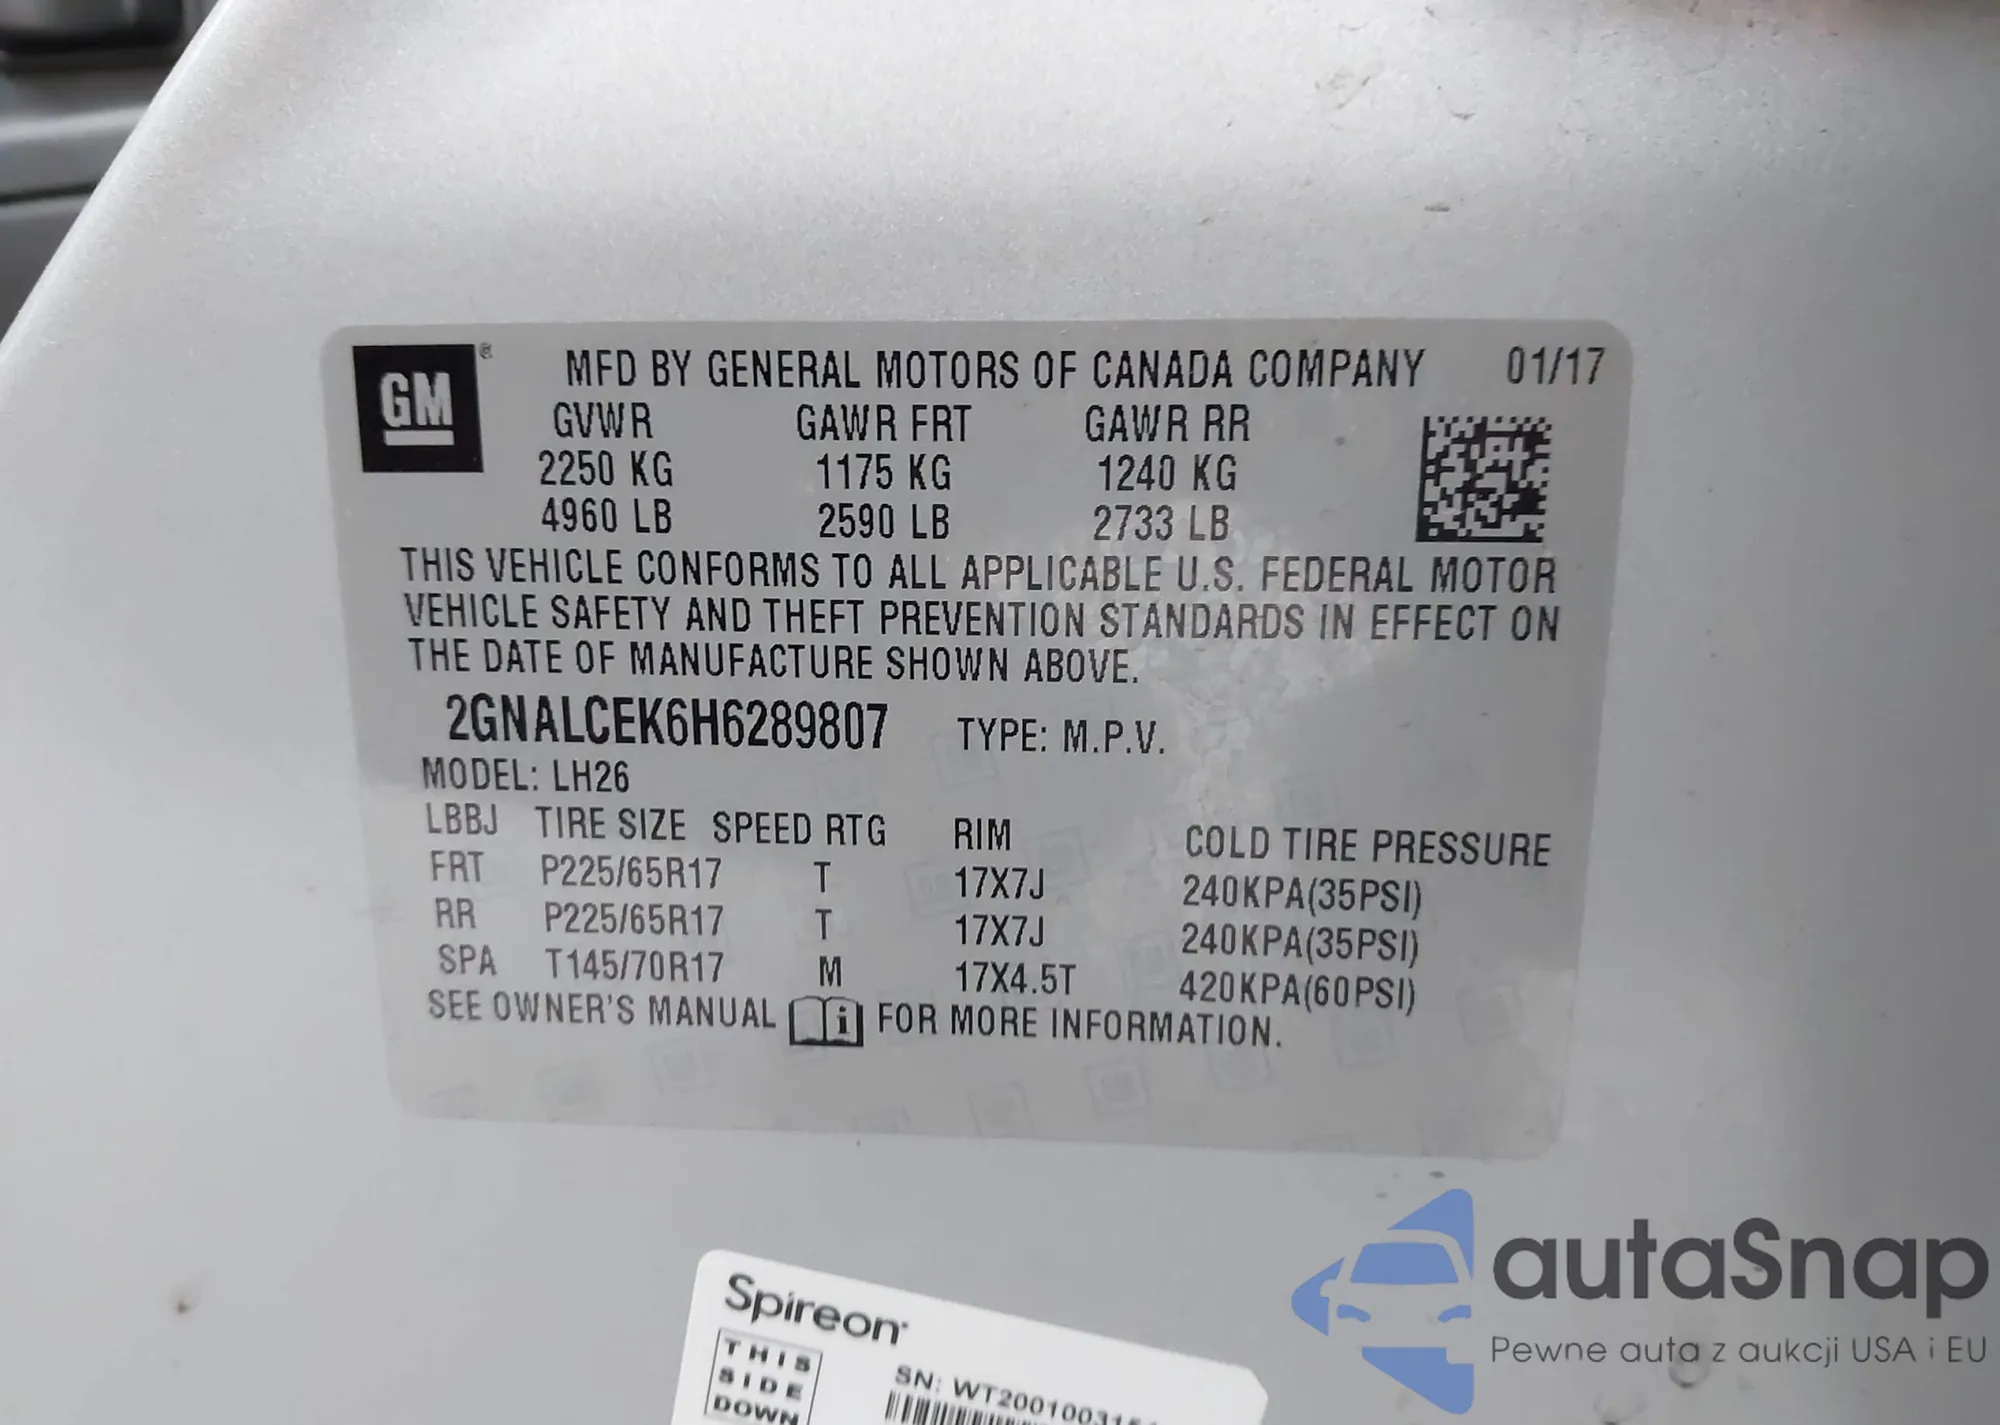 GM®
MFD BY GENERAL MOTORS OF CANADA COMPANY 01/17
GVWR GAWR FRT GAWR RR
2250 KG 1175 KG 1240 KG
4960 LB 2590 LB 2733 LB
THIS VEHICLE CONFORMS TO ALL APPLICABLE U.S. FEDERAL MOTOR
VEHICLE SAFETY AND THEFT PREVENTION STANDARDS IN EFFECT ON
THE DATE OF MANUFACTURE SHOWN ABOVE.
2GNALCEK6H6289807 TYPE: M.P.V.
MODEL: LH26
LBBJ TIRE SIZE SPEED RTG RIM COLD TIRE PRESSURE
FRT P225/65R17 T 17X7J 240KPA(35PSI)
RR P225/65R17 T 17X7J 240KPA(35PSI)
SPA T145/70R17 M 17X4.5T 420KPA(60PSI)
SEE OWNER'S MANUAL i FOR MORE INFORMATION.
Spireon
THIS
SIDE
DOWN
SN:
autaSnap
Pewne auta z aukcji USA i EU